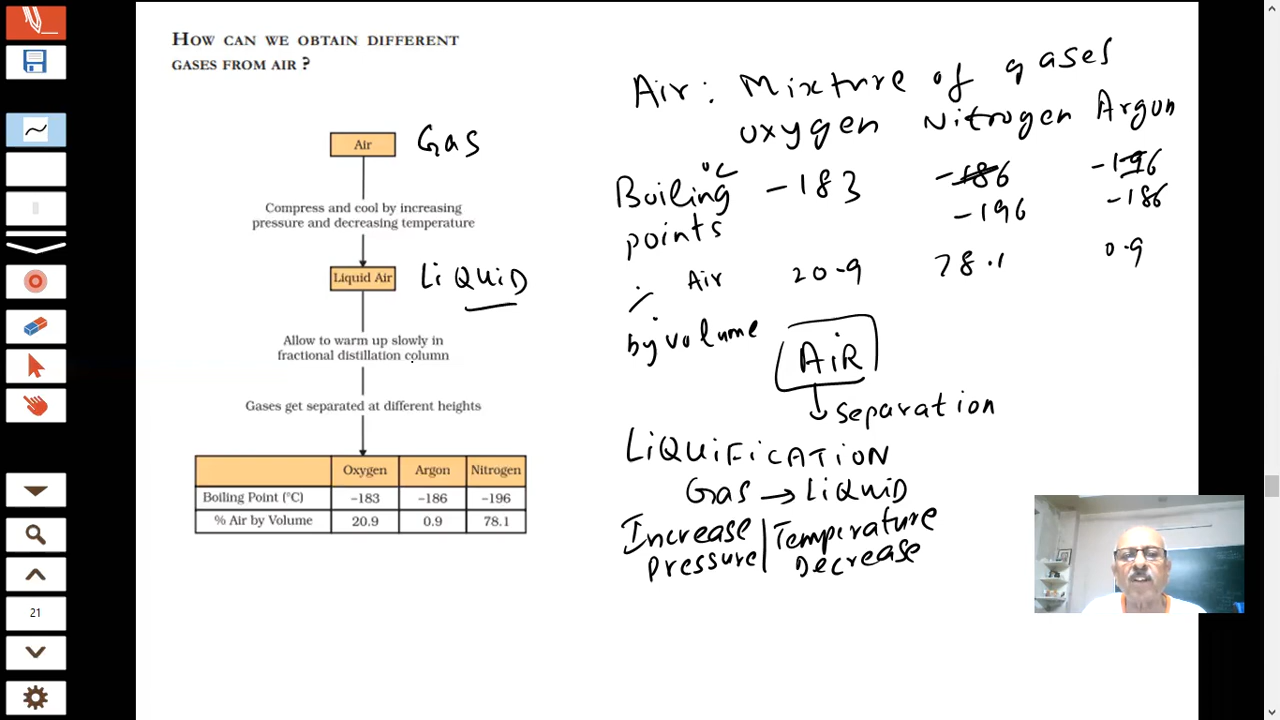 HOW CAN WE OBTAIN DIFFERENT
GASES FROM AIR ?
Air
Gas
Compress and cool by increasing
pressure and decreasing temperature
Liquid Air
LiQUiD
Allow to warm up slowly in
fractional distillation column
Gases get separated at different heights
Oxygen Argon Nitrogen
Boiling Point (°C) –183 –186 –196
% Air by Volume 20.9 0.9 78.1
Air : Mixture of gases
oxygen Nitrogen Argon
°C
Boiling -183 -186 -196
points -196 -186
% Air 20.9 78.1 0.9
by volume
AiR
separation
LiQUiFiCATiON
Gas → LiQUiD
Increase Temperature
Pressure Decrease
21